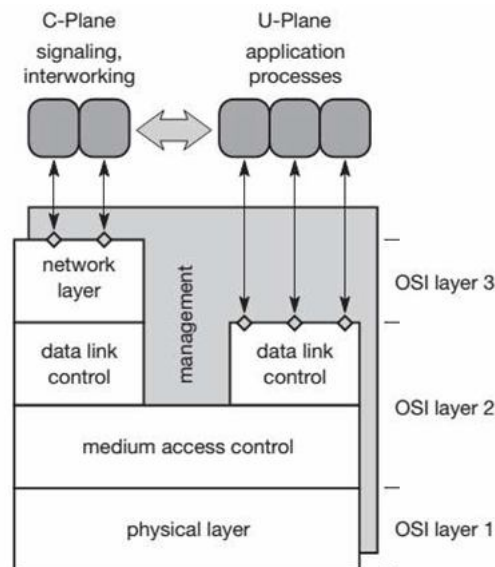 C-Plane
signaling,
interworking
U-Plane
application
processes
network
layer
data link
control
management
data link
control
medium access control
physical layer
OSI layer 3
OSI layer 2
OSI layer 1